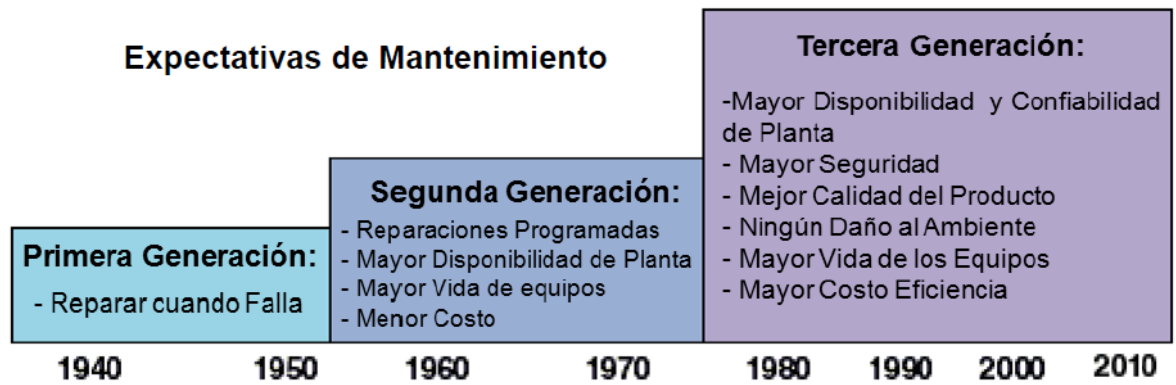 Expectativas de Mantenimiento
Primera Generación:
- Reparar cuando Falla
Segunda Generación:
- Reparaciones Programadas
- Mayor Disponibilidad de Planta
- Mayor Vida de equipos
- Menor Costo
Tercera Generación:
-Mayor Disponibilidad y Confiabilidad
de Planta
- Mayor Seguridad
- Mejor Calidad del Producto
- Ningún Daño al Ambiente
- Mayor Vida de los Equipos
- Mayor Costo Eficiencia
1940 1950 1960 1970 1980 1990 2000 2010